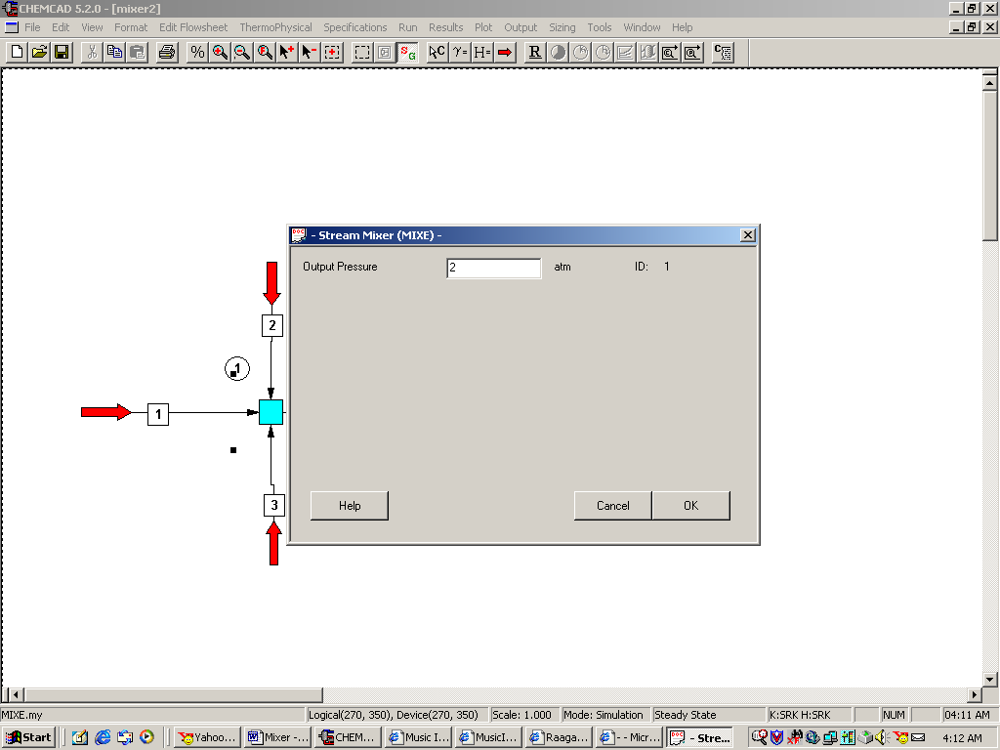 CHEMCAD 5.2.0 - [mixer2]
File Edit View Format Edit Flowsheet ThermoPhysical Specifications Run Results Plot Output Sizing Tools Window Help
% S G C γ= H= R C
- Stream Mixer (MIXE) -
Output Pressure 2 atm ID: 1
2
1
1
3
Help Cancel OK
MIXE.my Logical(270, 350), Device(270, 350) Scale: 1.000 Mode: Simulation Steady State K:SRK H:SRK NUM 04:11 AM
Start Yahoo... Mixer -... CHEM... Music I... MusicI... Raaga... - - Micr... - Stre... 4:12 AM